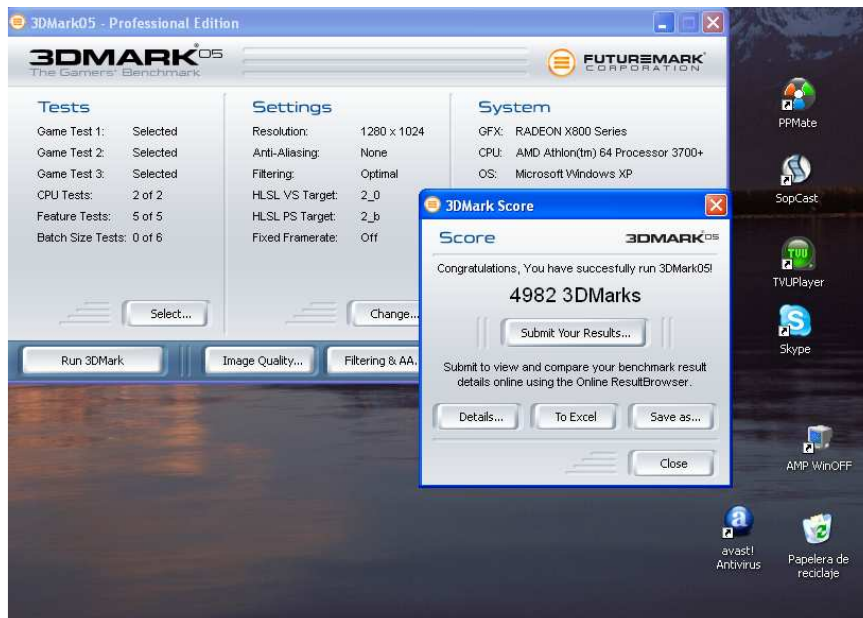 3DMark05 - Professional Edition
3DMARK®05
The Gamers' Benchmark
FUTUREMARK®
CORPORATION
Tests
Game Test 1: Selected
Game Test 2: Selected
Game Test 3: Selected
CPU Tests: 2 of 2
Feature Tests: 5 of 5
Batch Size Tests: 0 of 6
Select...
Settings
Resolution: 1280 x 1024
Anti-Aliasing: None
Filtering: Optimal
HLSL VS Target: 2_0
HLSL PS Target: 2_b
Fixed Framerate: Off
Change...
System
GFX: RADEON X800 Series
CPU: AMD Athlon(tm) 64 Processor 3700+
OS: Microsoft Windows XP
Run 3DMark
Image Quality...
Filtering & AA.
3DMark Score
Score
3DMARK05
Congratulations, You have succesfully run 3DMark05!
4982 3DMarks
Submit Your Results...
Submit to view and compare your benchmark result
details online using the Online ResultBrowser.
Details...
To Excel
Save as...
Close
PPMate
SopCast
TVU
TVUPlayer
Skype
AMP WinOFF
avast!
Antivirus
Papelera de
reciclaje